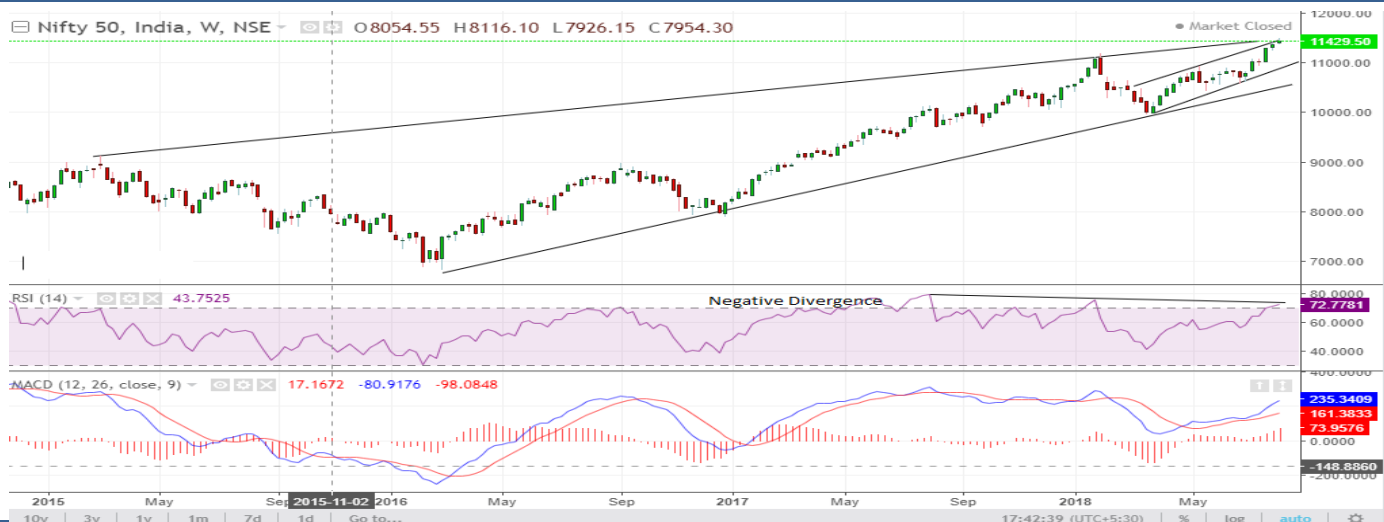 Nifty 50, India, W, NSE O8054.55 H8116.10 L7926.15 C7954.30
Market Closed
12000.00
11429.50
11000.00
10000.00
9000.00
8000.00
7000.00
RSI (14) 43.7525
Negative Divergence
80.0000
72.7781
60.0000
40.0000
MACD (12, 26, close, 9) 17.1672 -80.9176 -98.0848
400.0000
235.3409
161.3833
73.9576
0.0000
-148.8860
-200.0000
2015 May Sep 2015-11-02 2016 May Sep 2017 May Sep 2018 May
10y 3y 1y 1m 7d 1d Go to... 17:42:39 (UTC+5:30) % log auto